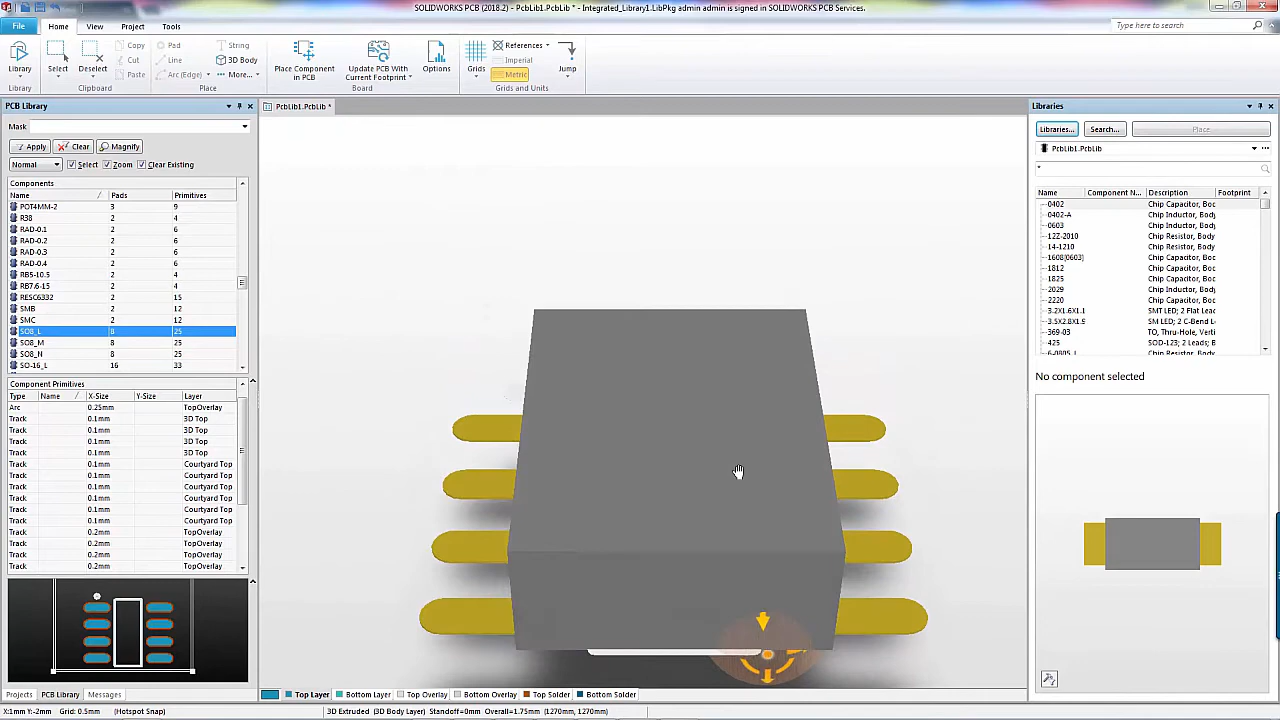 SOLIDWORKS PCB (2018.2) - PcbLib1.PcbLib * - Integrated_Library1.LibPkg admin admin is signed in SOLIDWORKS PCB Services.
File Home View Project Tools
Type here to search
Library Select Deselect Copy Cut Paste
Pad Line Arc (Edge) String 3D Body More...
Place Component in PCB
Update PCB With Current Footprint
Options Grids References Imperial Metric Jump
Library Clipboard Place Board Grids and Units
PCB Library
PcbLib1.PcbLib *
Libraries
Mask
Libraries... Search... Place
Apply Clear Magnify
PcbLib1.PcbLib
Normal Select Zoom Clear Existing
*
Components
Name Pads Primitives
POT4MM-2 3 9
R38 2 4
RAD-0.1 2 6
RAD-0.2 2 6
RAD-0.3 2 6
RAD-0.4 2 6
RB5-10.5 2 4
RB7.6-15 2 4
RESC6332 2 15
SMB 2 12
SMC 2 12
SO8_L 8 25
SO8_M 8 25
SO8_N 8 25
SO-16_L 16 33
Component Primitives
Type Name X-Size Y-Size Layer
Arc 0.25mm TopOverlay
Track 0.1mm 3D Top
Track 0.1mm 3D Top
Track 0.1mm 3D Top
Track 0.1mm 3D Top
Track 0.1mm Courtyard Top
Track 0.1mm Courtyard Top
Track 0.1mm Courtyard Top
Track 0.1mm Courtyard Top
Track 0.1mm Courtyard Top
Track 0.1mm Courtyard Top
Track 0.2mm TopOverlay
Track 0.2mm TopOverlay
Track 0.2mm TopOverlay
Track 0.2mm TopOverlay
Name Component N... Description Footprint
0402 Chip Capacitor, Boc
0402-A Chip Inductor, Body
0603 Chip Inductor, Body
12Z-2010 Chip Resistor, Body
14-1210 Chip Resistor, Body
1608[0603] Chip Capacitor, Boc
1812 Chip Capacitor, Boc
1825 Chip Capacitor, Boc
2029 Chip Inductor, Body
2220 Chip Capacitor, Boc
3.2X1.6X1.1 SMT LED; 2 Flat Lead
3.5X2.8X1.9 SM LED; 2 C-Bend L
369-03 TO, Thru-Hole, Verti
425 SOD-123; 2 Leads; B
6-0805_L Chip Resistor, Body
No component selected
Projects PCB Library Messages
Top Layer Bottom Layer Top Overlay Bottom Overlay Top Solder Bottom Solder
X:1mm Y:-2mm Grid: 0.5mm (Hotspot Snap) 3D Extruded (3D Body Layer) Standoff=0mm Overall=1.75mm (1270mm, 1270mm)